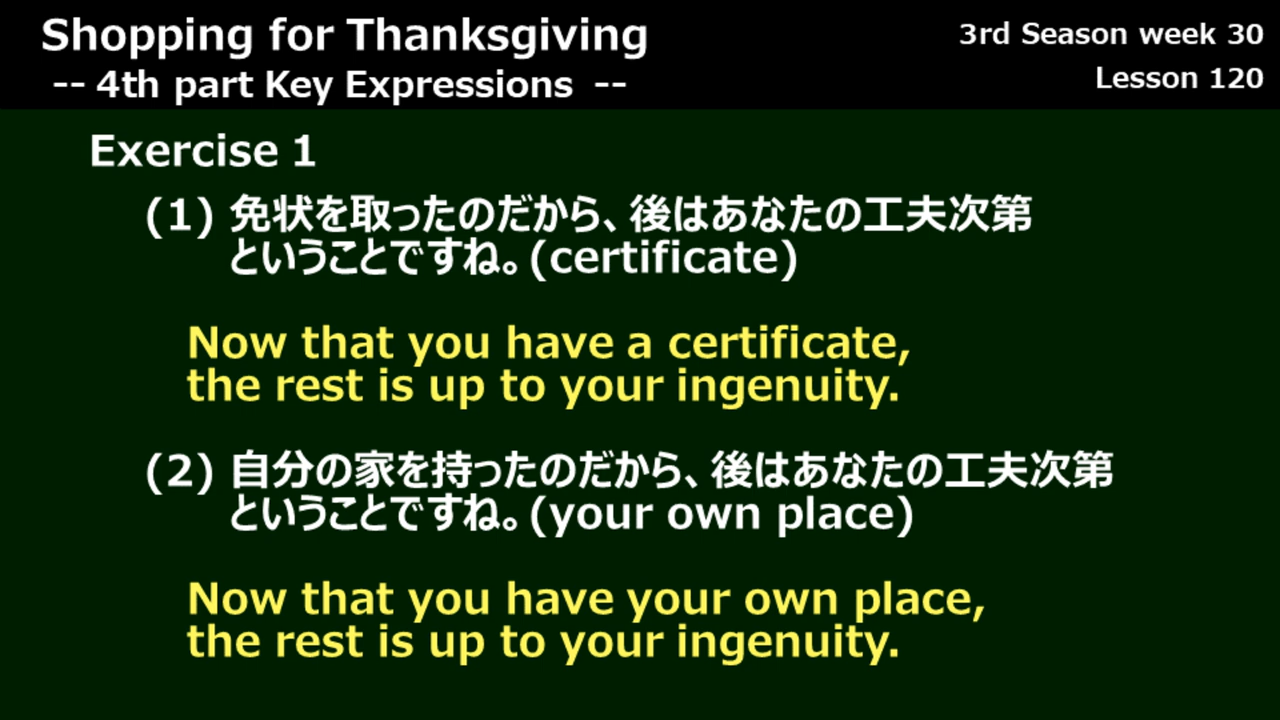 Shopping for Thanksgiving
-- 4th part Key Expressions --
3rd Season week 30
Lesson 120
Exercise 1
(1) 免状を取ったのだから、後はあなたの工夫次第
ということですね。(certificate)
Now that you have a certificate,
the rest is up to your ingenuity.
(2) 自分の家を持ったのだから、後はあなたの工夫次第
ということですね。(your own place)
Now that you have your own place,
the rest is up to your ingenuity.